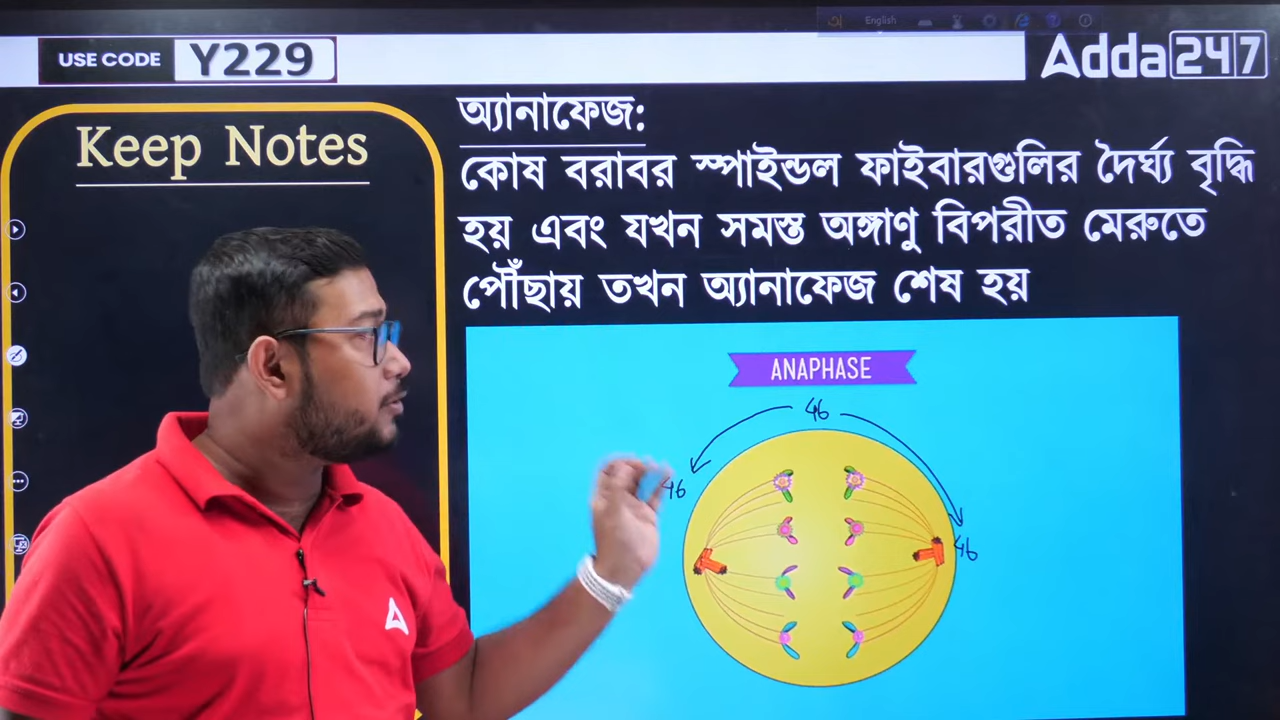 English
USE CODE Y229
Adda247
Keep Notes
অ্যানাফেজ:
কোষ বরাবর স্পাইন্ডল ফাইবারগুলির দৈর্ঘ্য বৃদ্ধি
হয় এবং যখন সমস্ত অঙ্গাণু বিপরীত মেরুতে
পৌঁছায় তখন অ্যানাফেজ শেষ হয়
ANAPHASE
46
46
46